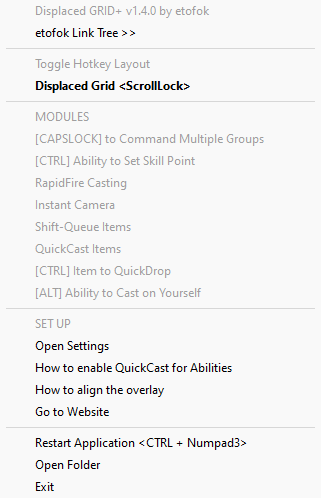 Displaced GRID+ v1.4.0 by etofok
etofok Link Tree >>
Toggle Hotkey Layout
Displaced Grid <ScrollLock>
MODULES
[CAPSLOCK] to Command Multiple Groups
[CTRL] Ability to Set Skill Point
RapidFire Casting
Instant Camera
Shift-Queue Items
QuickCast Items
[CTRL] Item to QuickDrop
[ALT] Ability to Cast on Yourself
SET UP
Open Settings
How to enable QuickCast for Abilities
How to align the overlay
Go to Website
Restart Application <CTRL + Numpad3>
Open Folder
Exit